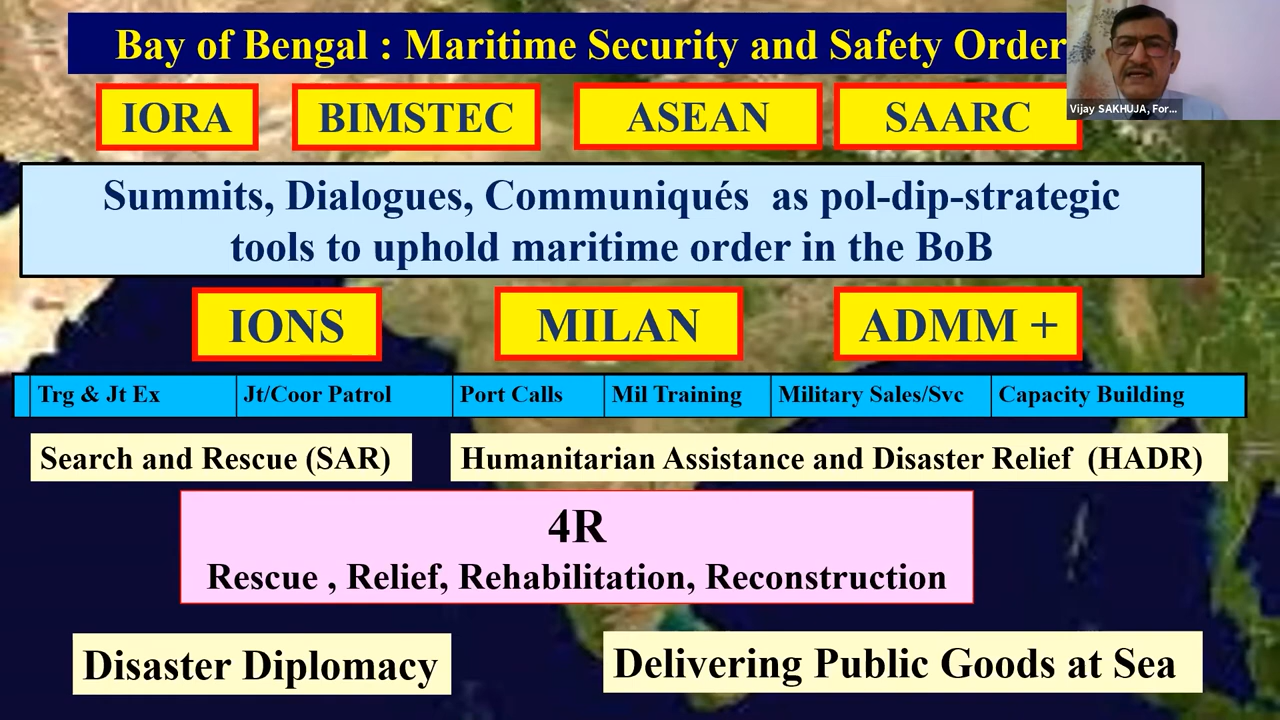 Bay of Bengal : Maritime Security and Safety Order
Vijay SAKHUJA, For...
IORA
BIMSTEC
ASEAN
SAARC
Summits, Dialogues, Communiqués as pol-dip-strategic
tools to uphold maritime order in the BoB
IONS
MILAN
ADMM +
Trg & Jt Ex
Jt/Coor Patrol
Port Calls
Mil Training
Military Sales/Svc
Capacity Building
Search and Rescue (SAR)
Humanitarian Assistance and Disaster Relief (HADR)
4R
Rescue , Relief, Rehabilitation, Reconstruction
Disaster Diplomacy
Delivering Public Goods at Sea